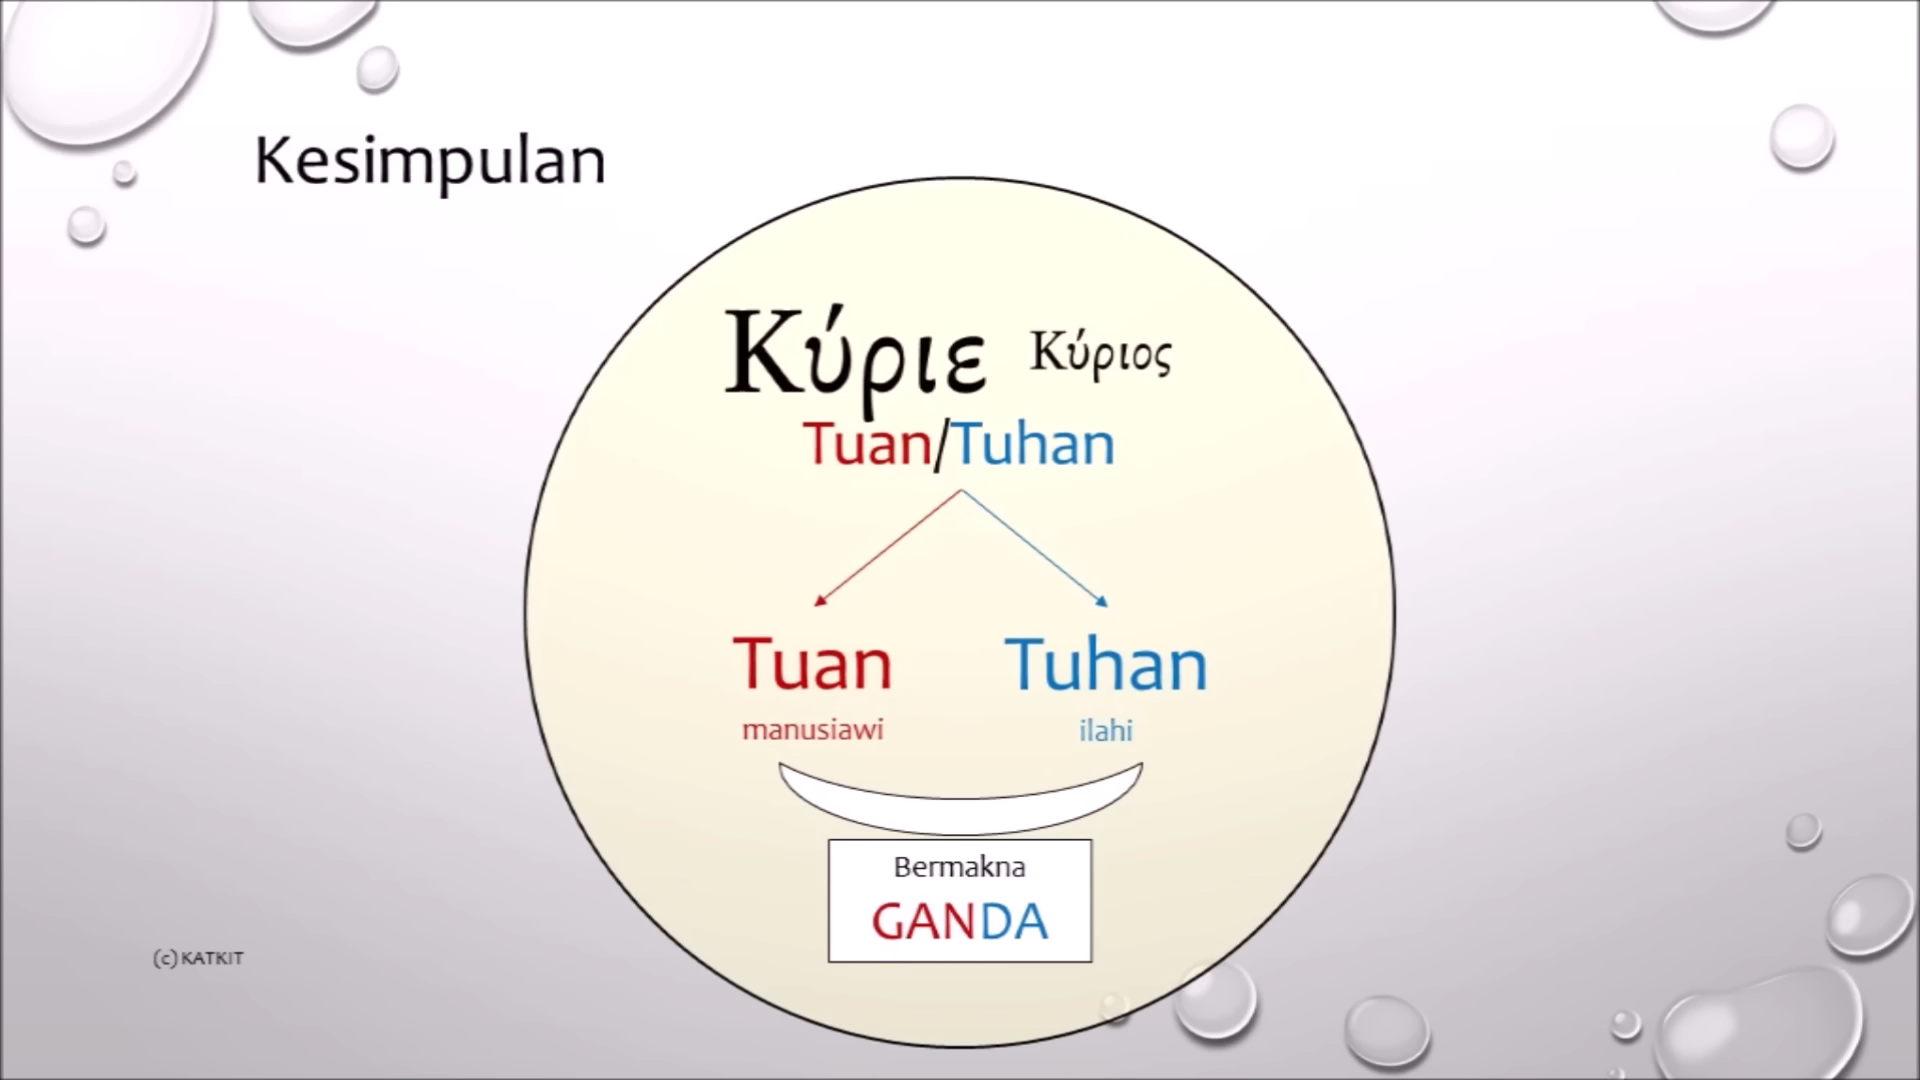 Kesimpulan
Κύριε Κύριος
Tuan/Tuhan
Tuan Tuhan
manusiawi ilahi
Bermakna
GANDA
(c) KATKIT